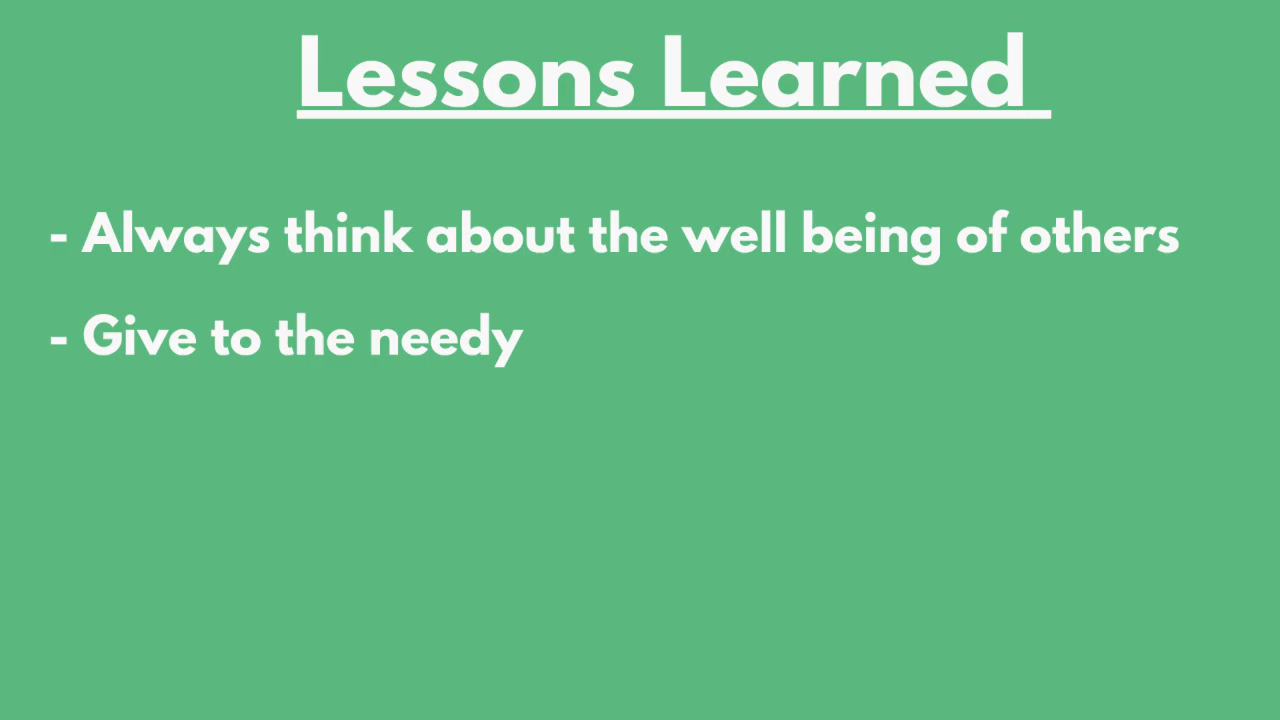 Lessons Learned
- Always think about the well being of others
- Give to the needy